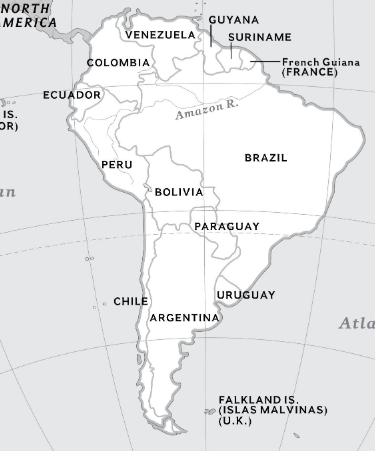 NORTH
AMERICA
GUYANA
VENEZUELA
SURINAME
COLOMBIA
French Guiana
(FRANCE)
ECUADOR
Amazon R.
IS.
OR)
PERU
BRAZIL
an
BOLIVIA
PARAGUAY
CHILE
URUGUAY
ARGENTINA
Atla
FALKLAND IS.
(ISLAS MALVINAS)
(U.K.)